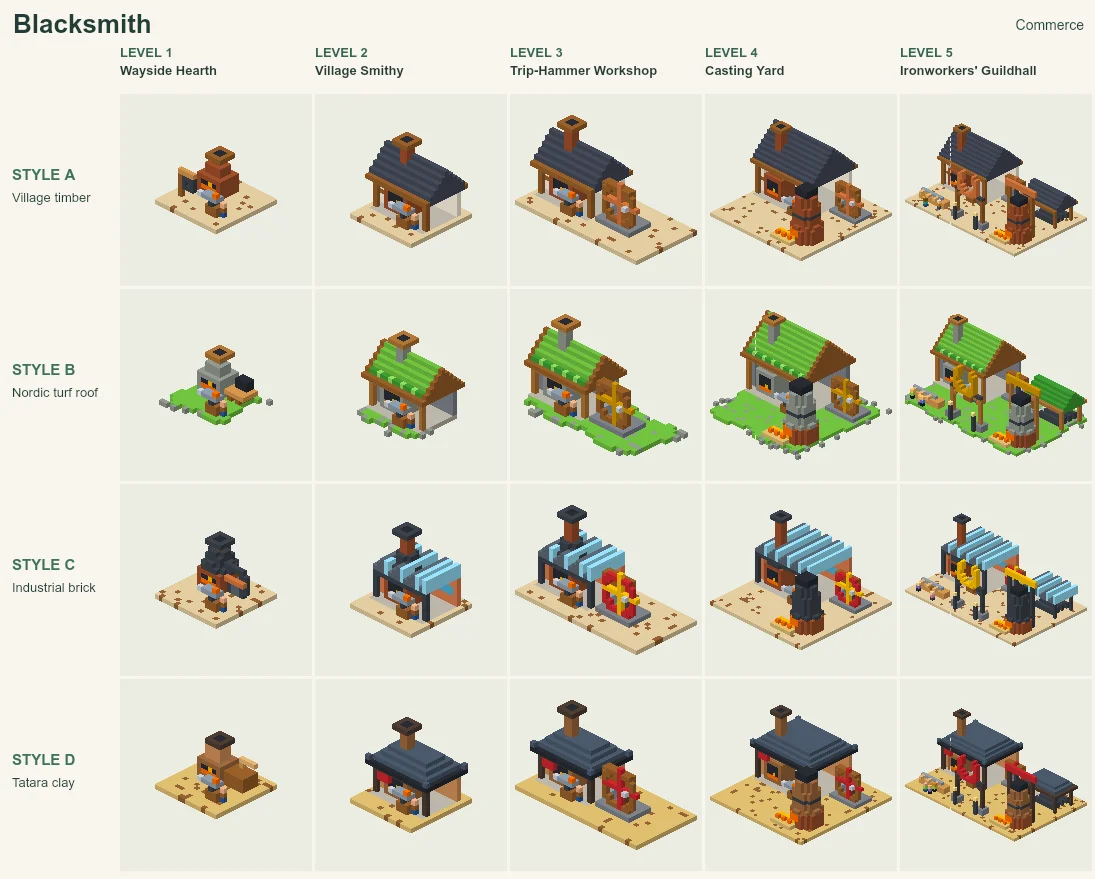 Blacksmith
Commerce
LEVEL 1
Wayside Hearth
LEVEL 2
Village Smithy
LEVEL 3
Trip-Hammer Workshop
LEVEL 4
Casting Yard
LEVEL 5
Ironworkers' Guildhall
STYLE A
Village timber
STYLE B
Nordic turf roof
STYLE C
Industrial brick
STYLE D
Tatara clay